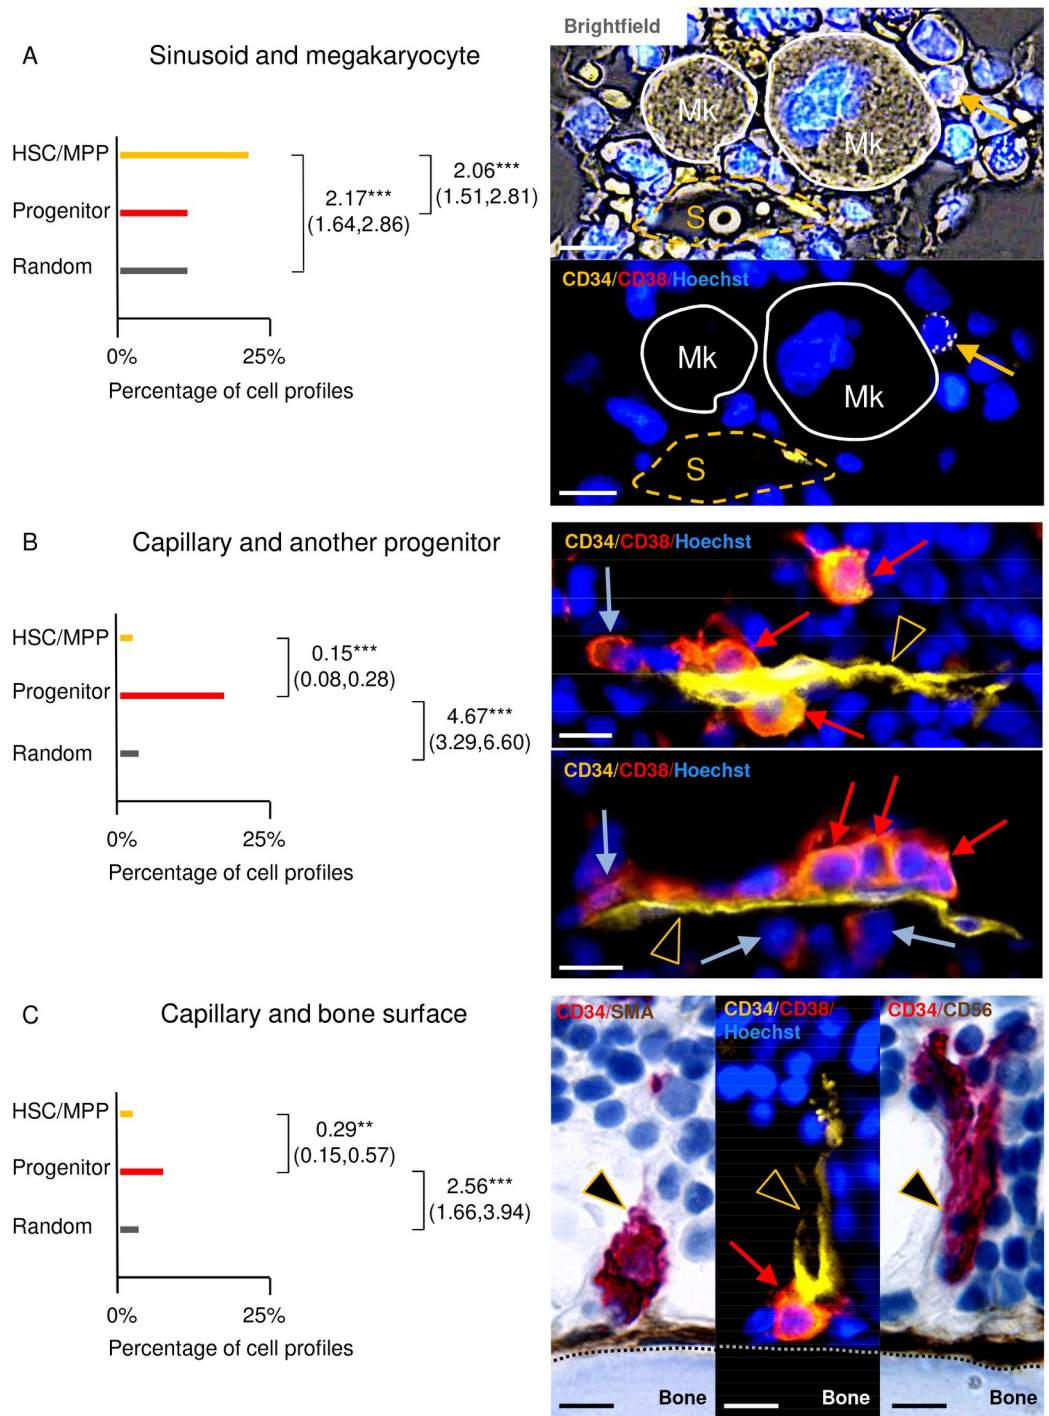 A
Sinusoid and megakaryocyte
HSC/MPP
Progenitor
Random
2.17***
(1.64,2.86)
2.06***
(1.51,2.81)
0%
25%
Percentage of cell profiles
Brightfield
Mk
Mk
S
CD34/CD38/Hoechst
Mk
Mk
S
B
Capillary and another progenitor
HSC/MPP
Progenitor
Random
0.15***
(0.08,0.28)
4.67***
(3.29,6.60)
0%
25%
Percentage of cell profiles
CD34/CD38/Hoechst
CD34/CD38/Hoechst
C
Capillary and bone surface
HSC/MPP
Progenitor
Random
0.29**
(0.15,0.57)
2.56***
(1.66,3.94)
0%
25%
Percentage of cell profiles
CD34/SMA
Bone
CD34/CD38/
Hoechst
Bone
CD34/CD56
Bone